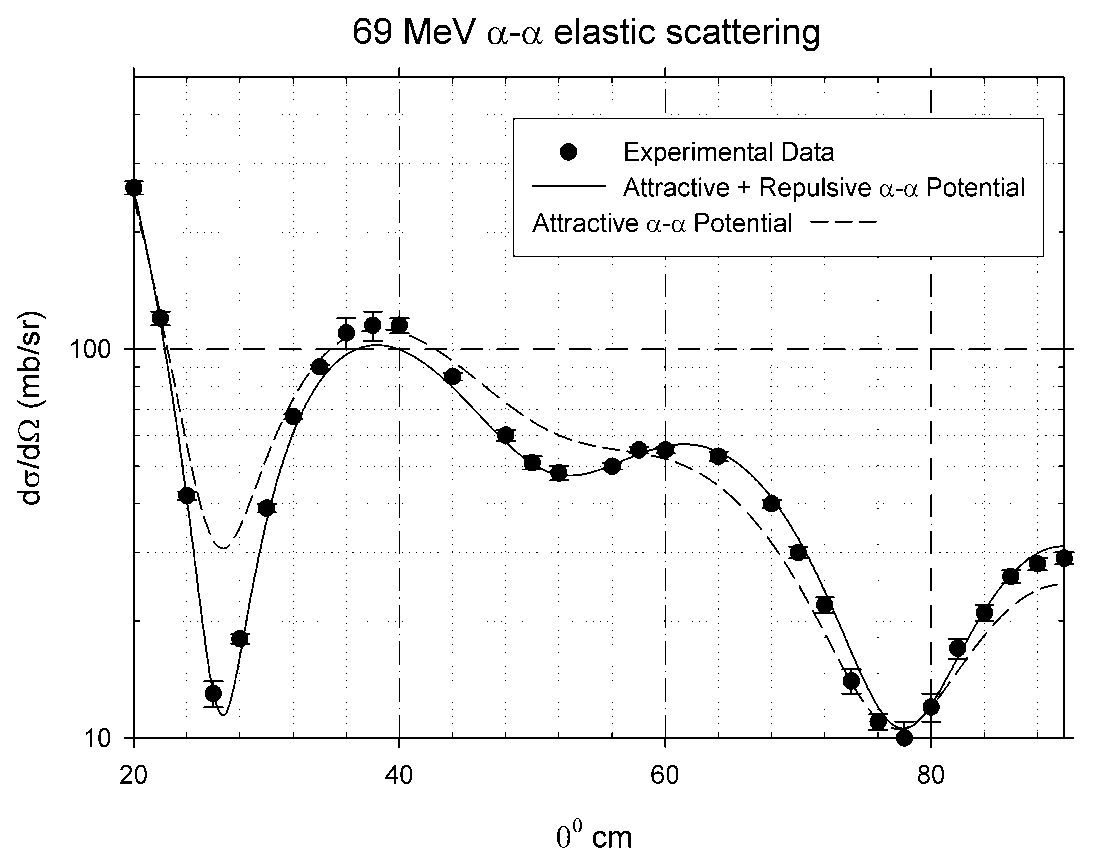 69 MeV α-α elastic scattering
Experimental Data
Attractive + Repulsive α-α Potential
Attractive α-α Potential
dσ/dΩ (mb/sr)
100
10
20 40 60 80
θ⁰ cm